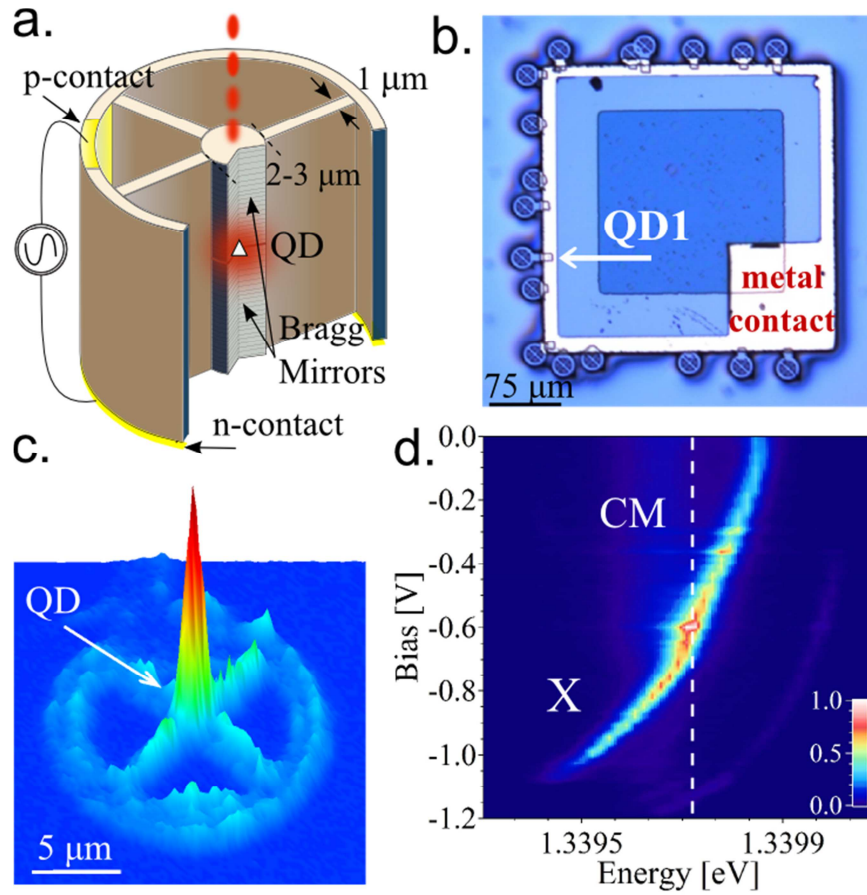 a.
p-contact
1 μm
2-3 μm
QD
Bragg
Mirrors
n-contact
b.
QD1
metal
contact
75 μm
c.
QD
5 μm
d.
CM
X
Bias [V]
0.0
-0.2
-0.4
-0.6
-0.8
-1.0
-1.2
1.0
0.5
0.0
1.3395
1.3399
Energy [eV]